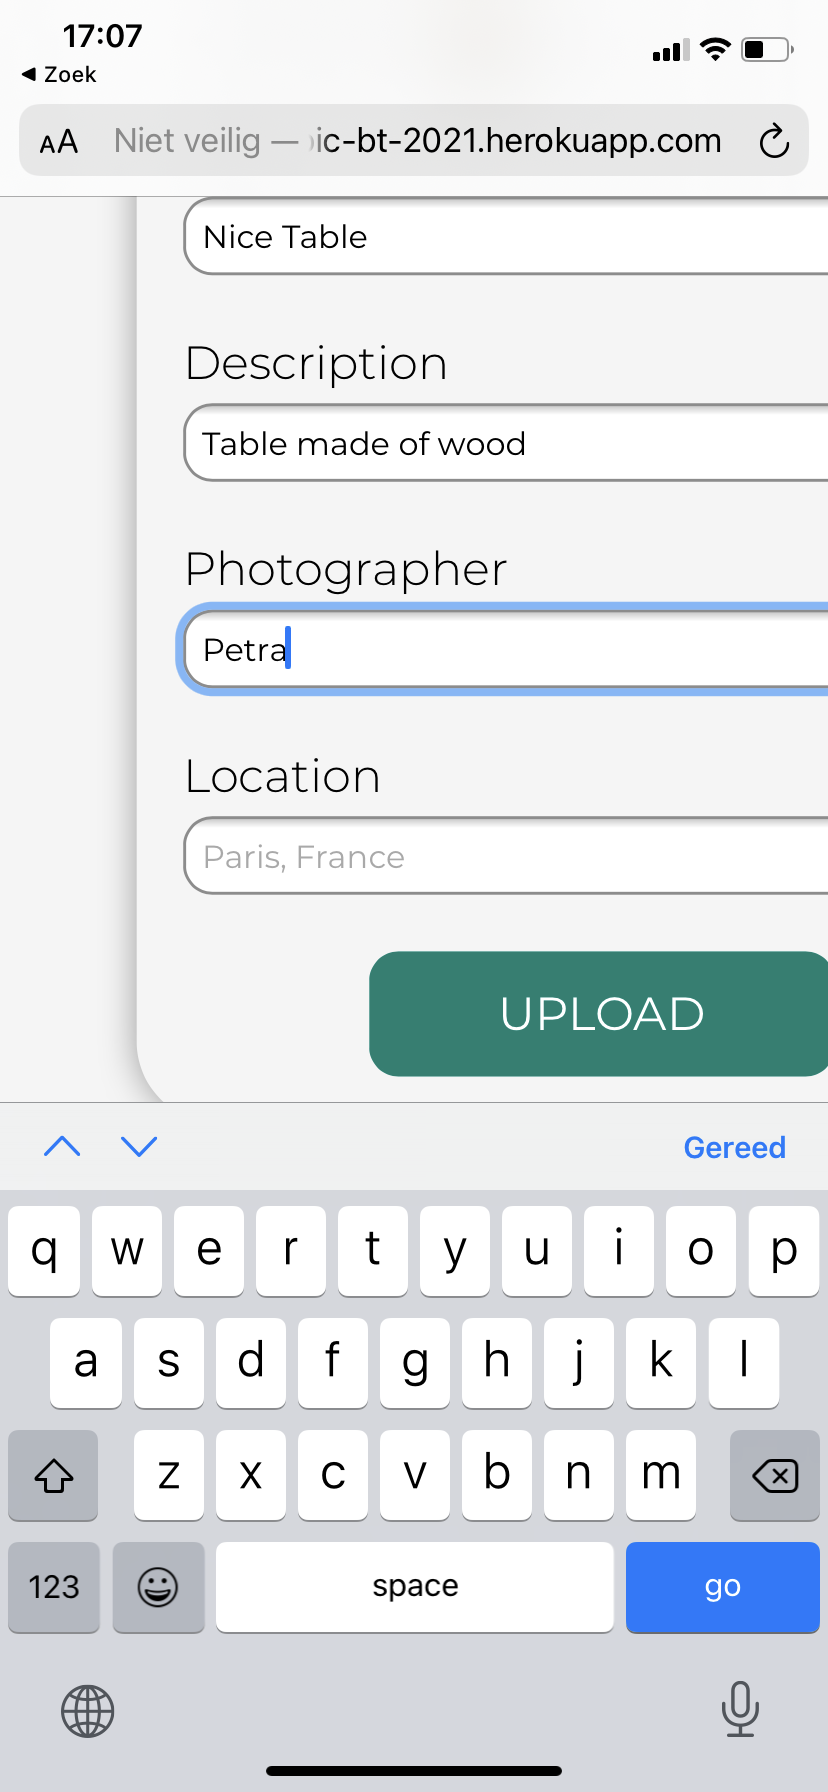 17:07
Zoek
AA Niet veilig — ic-bt-2021.herokuapp.com
Nice Table
Description
Table made of wood
Photographer
Petra
Location
Paris, France
UPLOAD
Gereed
q w e r t y u i o p
a s d f g h j k l
z x c v b n m
123 space go